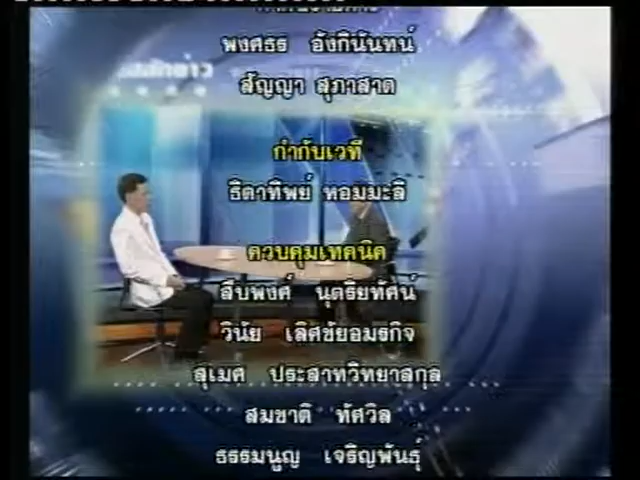 พงศธร อังกินันทน์
สัญญา สุภาสาด
กำกับเวที
ธิดาทิพย์ หอมมะลิ
ควบคุมเทคนิค
สืบพงศ์ นุตริยทัศน์
วินัย เลิศชัยอมรกิจ
สุเมศ ประสาทวิทยาสกุล
สมชาติ ทัศวิล
ธรรมนูญ เจริญพันธุ์